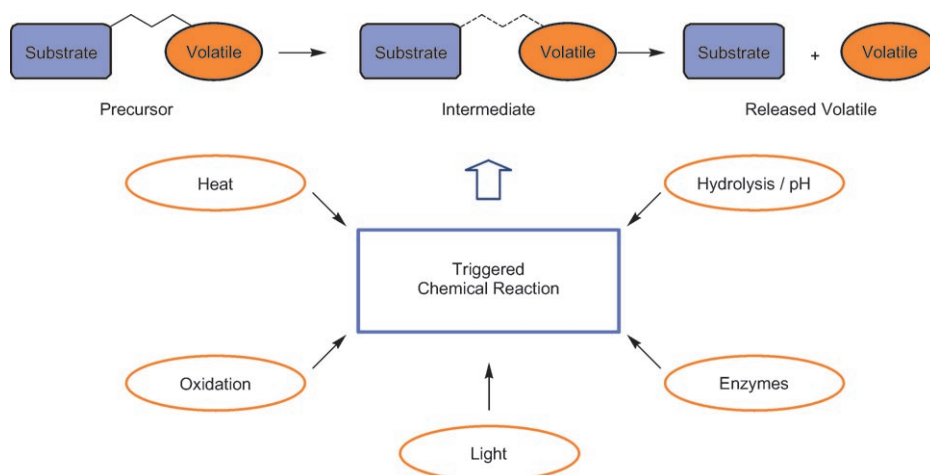 Substrate Volatile Substrate Volatile Substrate + Volatile
Precursor Intermediate Released Volatile
Heat Hydrolysis / pH
Triggered
Chemical Reaction
Oxidation Enzymes
Light